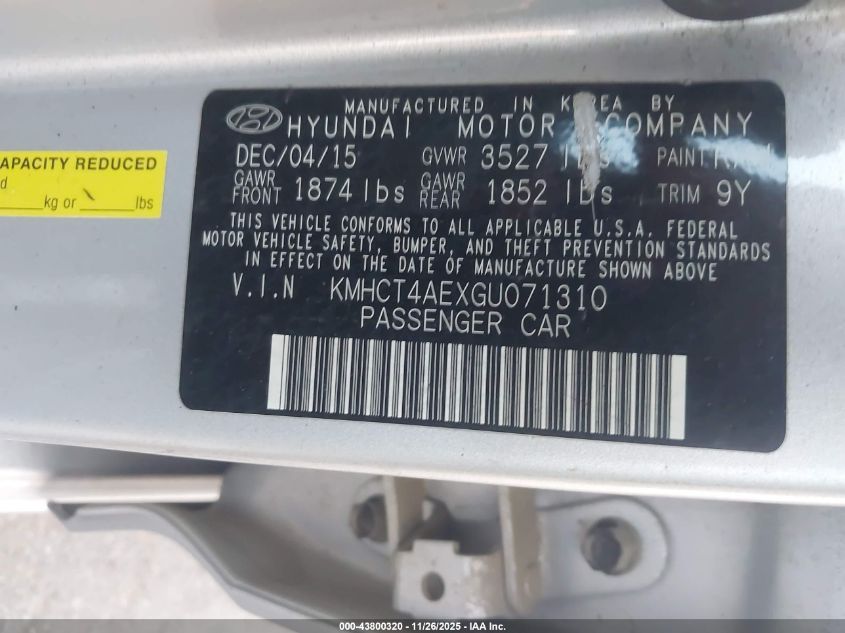 MANUFACTURED IN KOREA BY
HYUNDAI MOTOR COMPANY
DEC/04/15 GVWR 3527 lbs PAINT
GAWR FRONT 1874 lbs GAWR REAR 1852 lbs TRIM 9Y
THIS VEHICLE CONFORMS TO ALL APPLICABLE U.S.A. FEDERAL
MOTOR VEHICLE SAFETY, BUMPER, AND THEFT PREVENTION STANDARDS
IN EFFECT ON THE DATE OF MANUFACTURE SHOWN ABOVE
V.I.N KMHCT4AEXGU071310
PASSENGER CAR
APACITY REDUCED
d
____kg or ______lbs
000-43800320 • 11/26/2025 - IAA Inc.